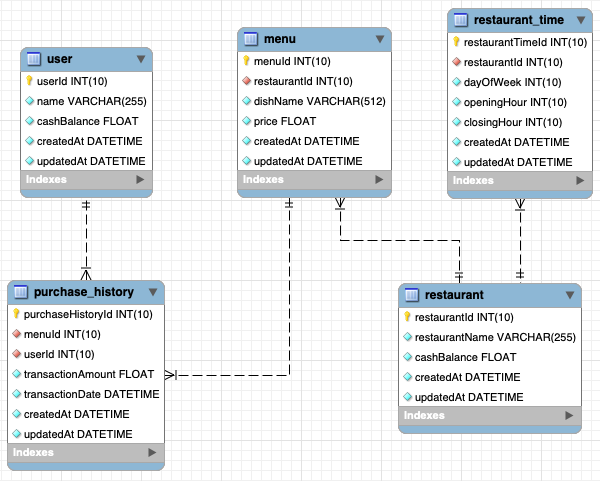 user
userId INT(10)
name VARCHAR(255)
cashBalance FLOAT
createdAt DATETIME
updatedAt DATETIME
Indexes
menu
menuId INT(10)
restaurantId INT(10)
dishName VARCHAR(512)
price FLOAT
createdAt DATETIME
updatedAt DATETIME
Indexes
restaurant_time
restaurantTimeId INT(10)
restaurantId INT(10)
dayOfWeek INT(10)
openingHour INT(10)
closingHour INT(10)
createdAt DATETIME
updatedAt DATETIME
Indexes
purchase_history
purchaseHistoryId INT(10)
menuId INT(10)
userId INT(10)
transactionAmount FLOAT
transactionDate DATETIME
createdAt DATETIME
updatedAt DATETIME
Indexes
restaurant
restaurantId INT(10)
restaurantName VARCHAR(255)
cashBalance FLOAT
createdAt DATETIME
updatedAt DATETIME
Indexes